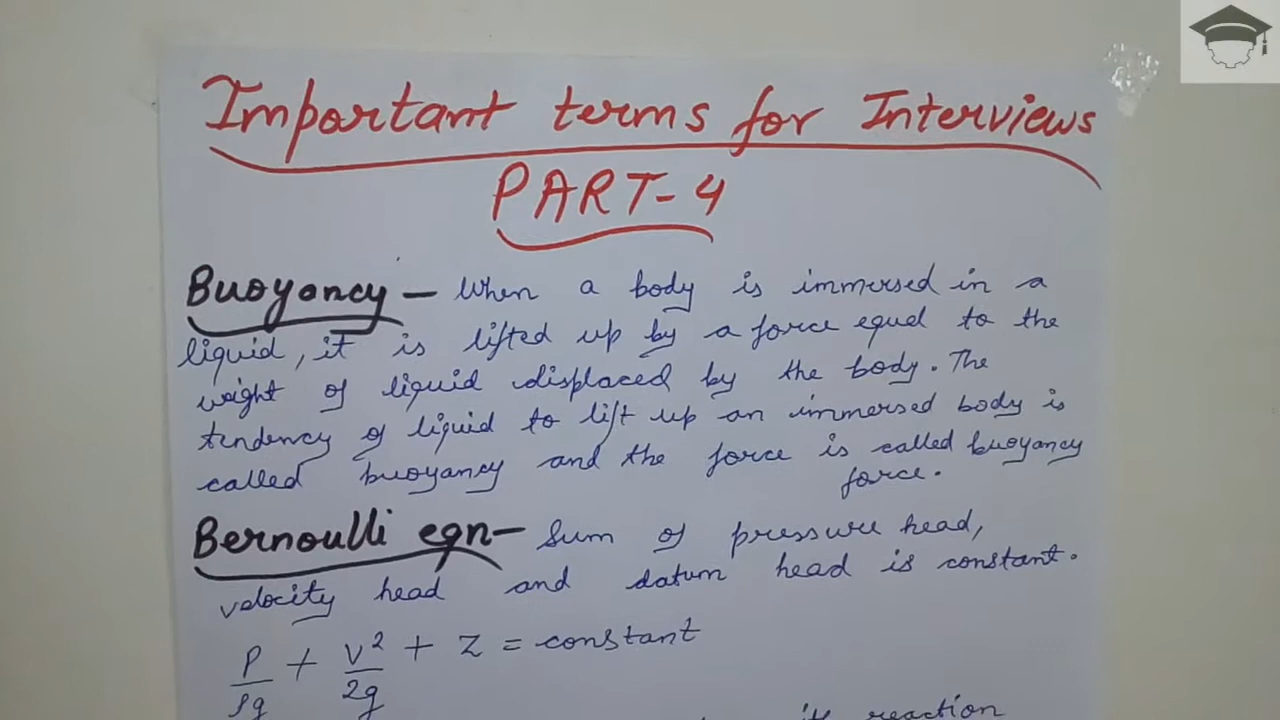 Important terms for Interviews
PART-4
Buoyancy – When a body is immersed in a
liquid, it is lifted up by a force equal to the
weight of liquid displaced by the body. The
tendency of liquid to lift up an immersed body is
called buoyancy and the force is called buoyancy
force.
Bernoulli eqn – Sum of pressure head,
velocity head and datum head is constant.
P/ρg + V²/2g + Z = constant
reaction